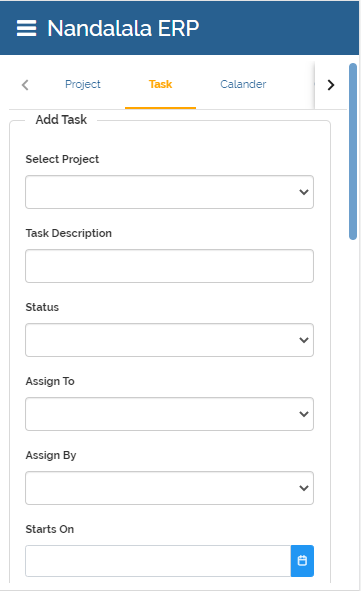 Nandalala ERP
Project Task Calander
Add Task
Select Project
Task Description
Status
Assign To
Assign By
Starts On